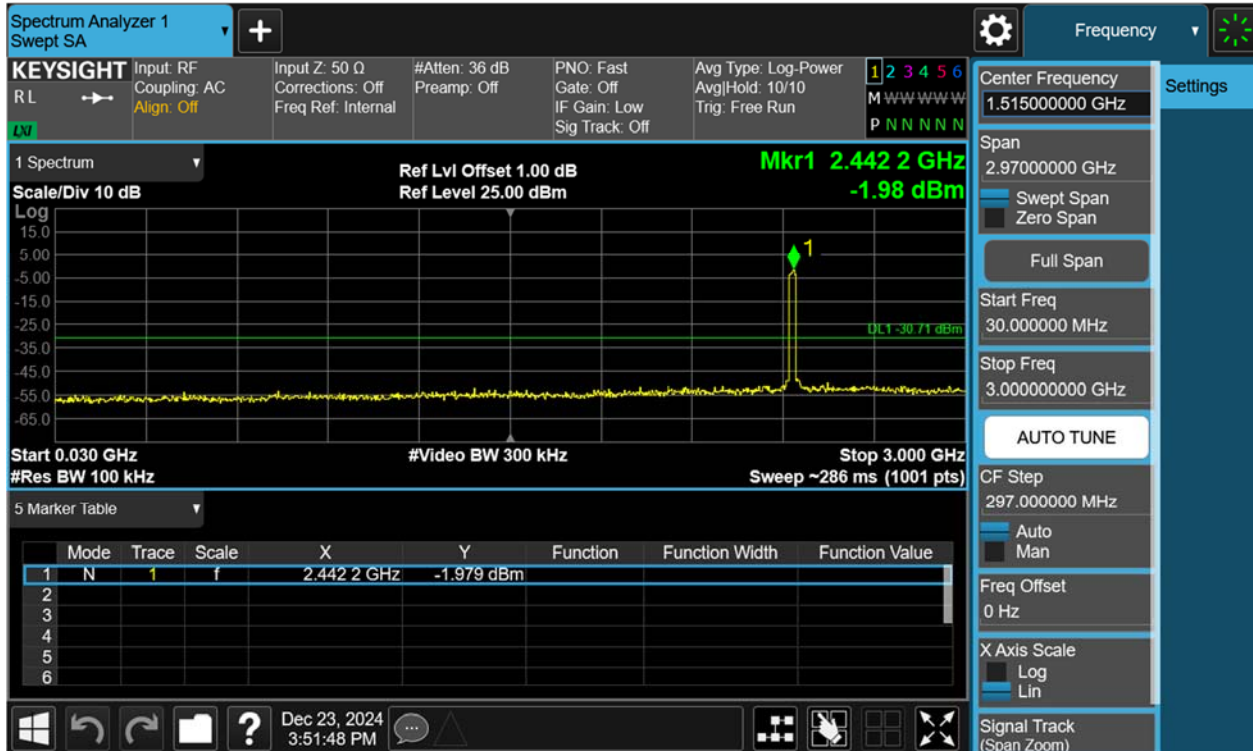 Spectrum Analyzer 1
Swept SA
+
Frequency
KEYSIGHT
RL
LXI
Input: RF
Coupling: AC
Align: Off
Input Z: 50 Ω
Corrections: Off
Freq Ref: Internal
#Atten: 36 dB
Preamp: Off
PNO: Fast
Gate: Off
IF Gain: Low
Sig Track: Off
Avg Type: Log-Power
Avg|Hold: 10/10
Trig: Free Run
1 2 3 4 5 6
M W W W W W
P N N N N N
1 Spectrum
Scale/Div 10 dB
Ref Lvl Offset 1.00 dB
Ref Level 25.00 dBm
Mkr1 2.442 2 GHz
-1.98 dBm
Log
15.0
5.00
-5.00
-15.0
-25.0
-35.0
-45.0
-55.0
-65.0
1
DL1 -30.71 dBm
Start 0.030 GHz
#Res BW 100 kHz
#Video BW 300 kHz
Stop 3.000 GHz
Sweep ~286 ms (1001 pts)
5 Marker Table
Mode Trace Scale X Y Function Function Width Function Value
1 N 1 f 2.442 2 GHz -1.979 dBm
2
3
4
5
6
Dec 23, 2024
3:51:48 PM
?
Center Frequency
1.515000000 GHz
Settings
Span
2.97000000 GHz
Swept Span
Zero Span
Full Span
Start Freq
30.000000 MHz
Stop Freq
3.000000000 GHz
AUTO TUNE
CF Step
297.000000 MHz
Auto
Man
Freq Offset
0 Hz
X Axis Scale
Log
Lin
Signal Track
(Span Zoom)